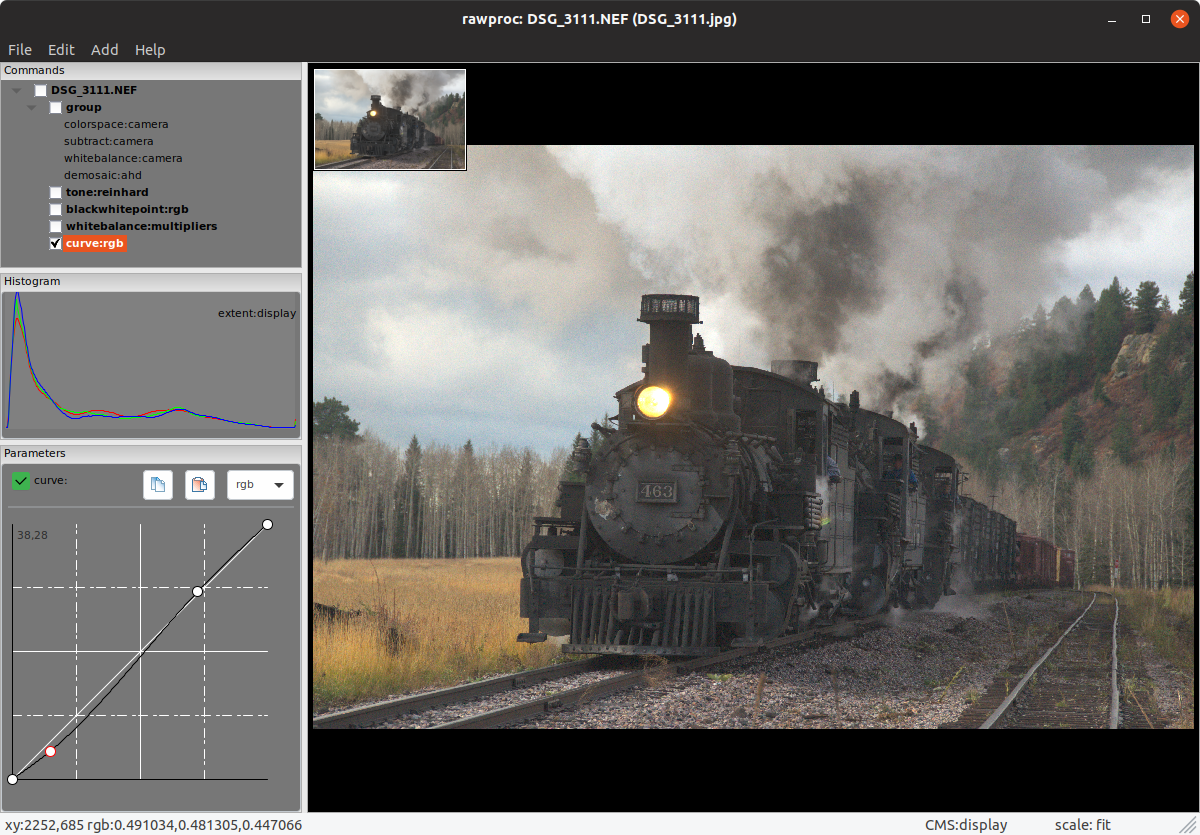 rawproc: DSG_3111.NEF (DSG_3111.jpg)
File Edit Add Help
Commands
DSG_3111.NEF
group
colorspace:camera
subtract:camera
whitebalance:camera
demosaic:ahd
tone:reinhard
blackwhitepoint:rgb
whitebalance:multipliers
curve:rgb
Histogram
extent:display
Parameters
curve:
rgb
38,28
463
xy:2252,685 rgb:0.491034,0.481305,0.447066
CMS:display
scale: fit